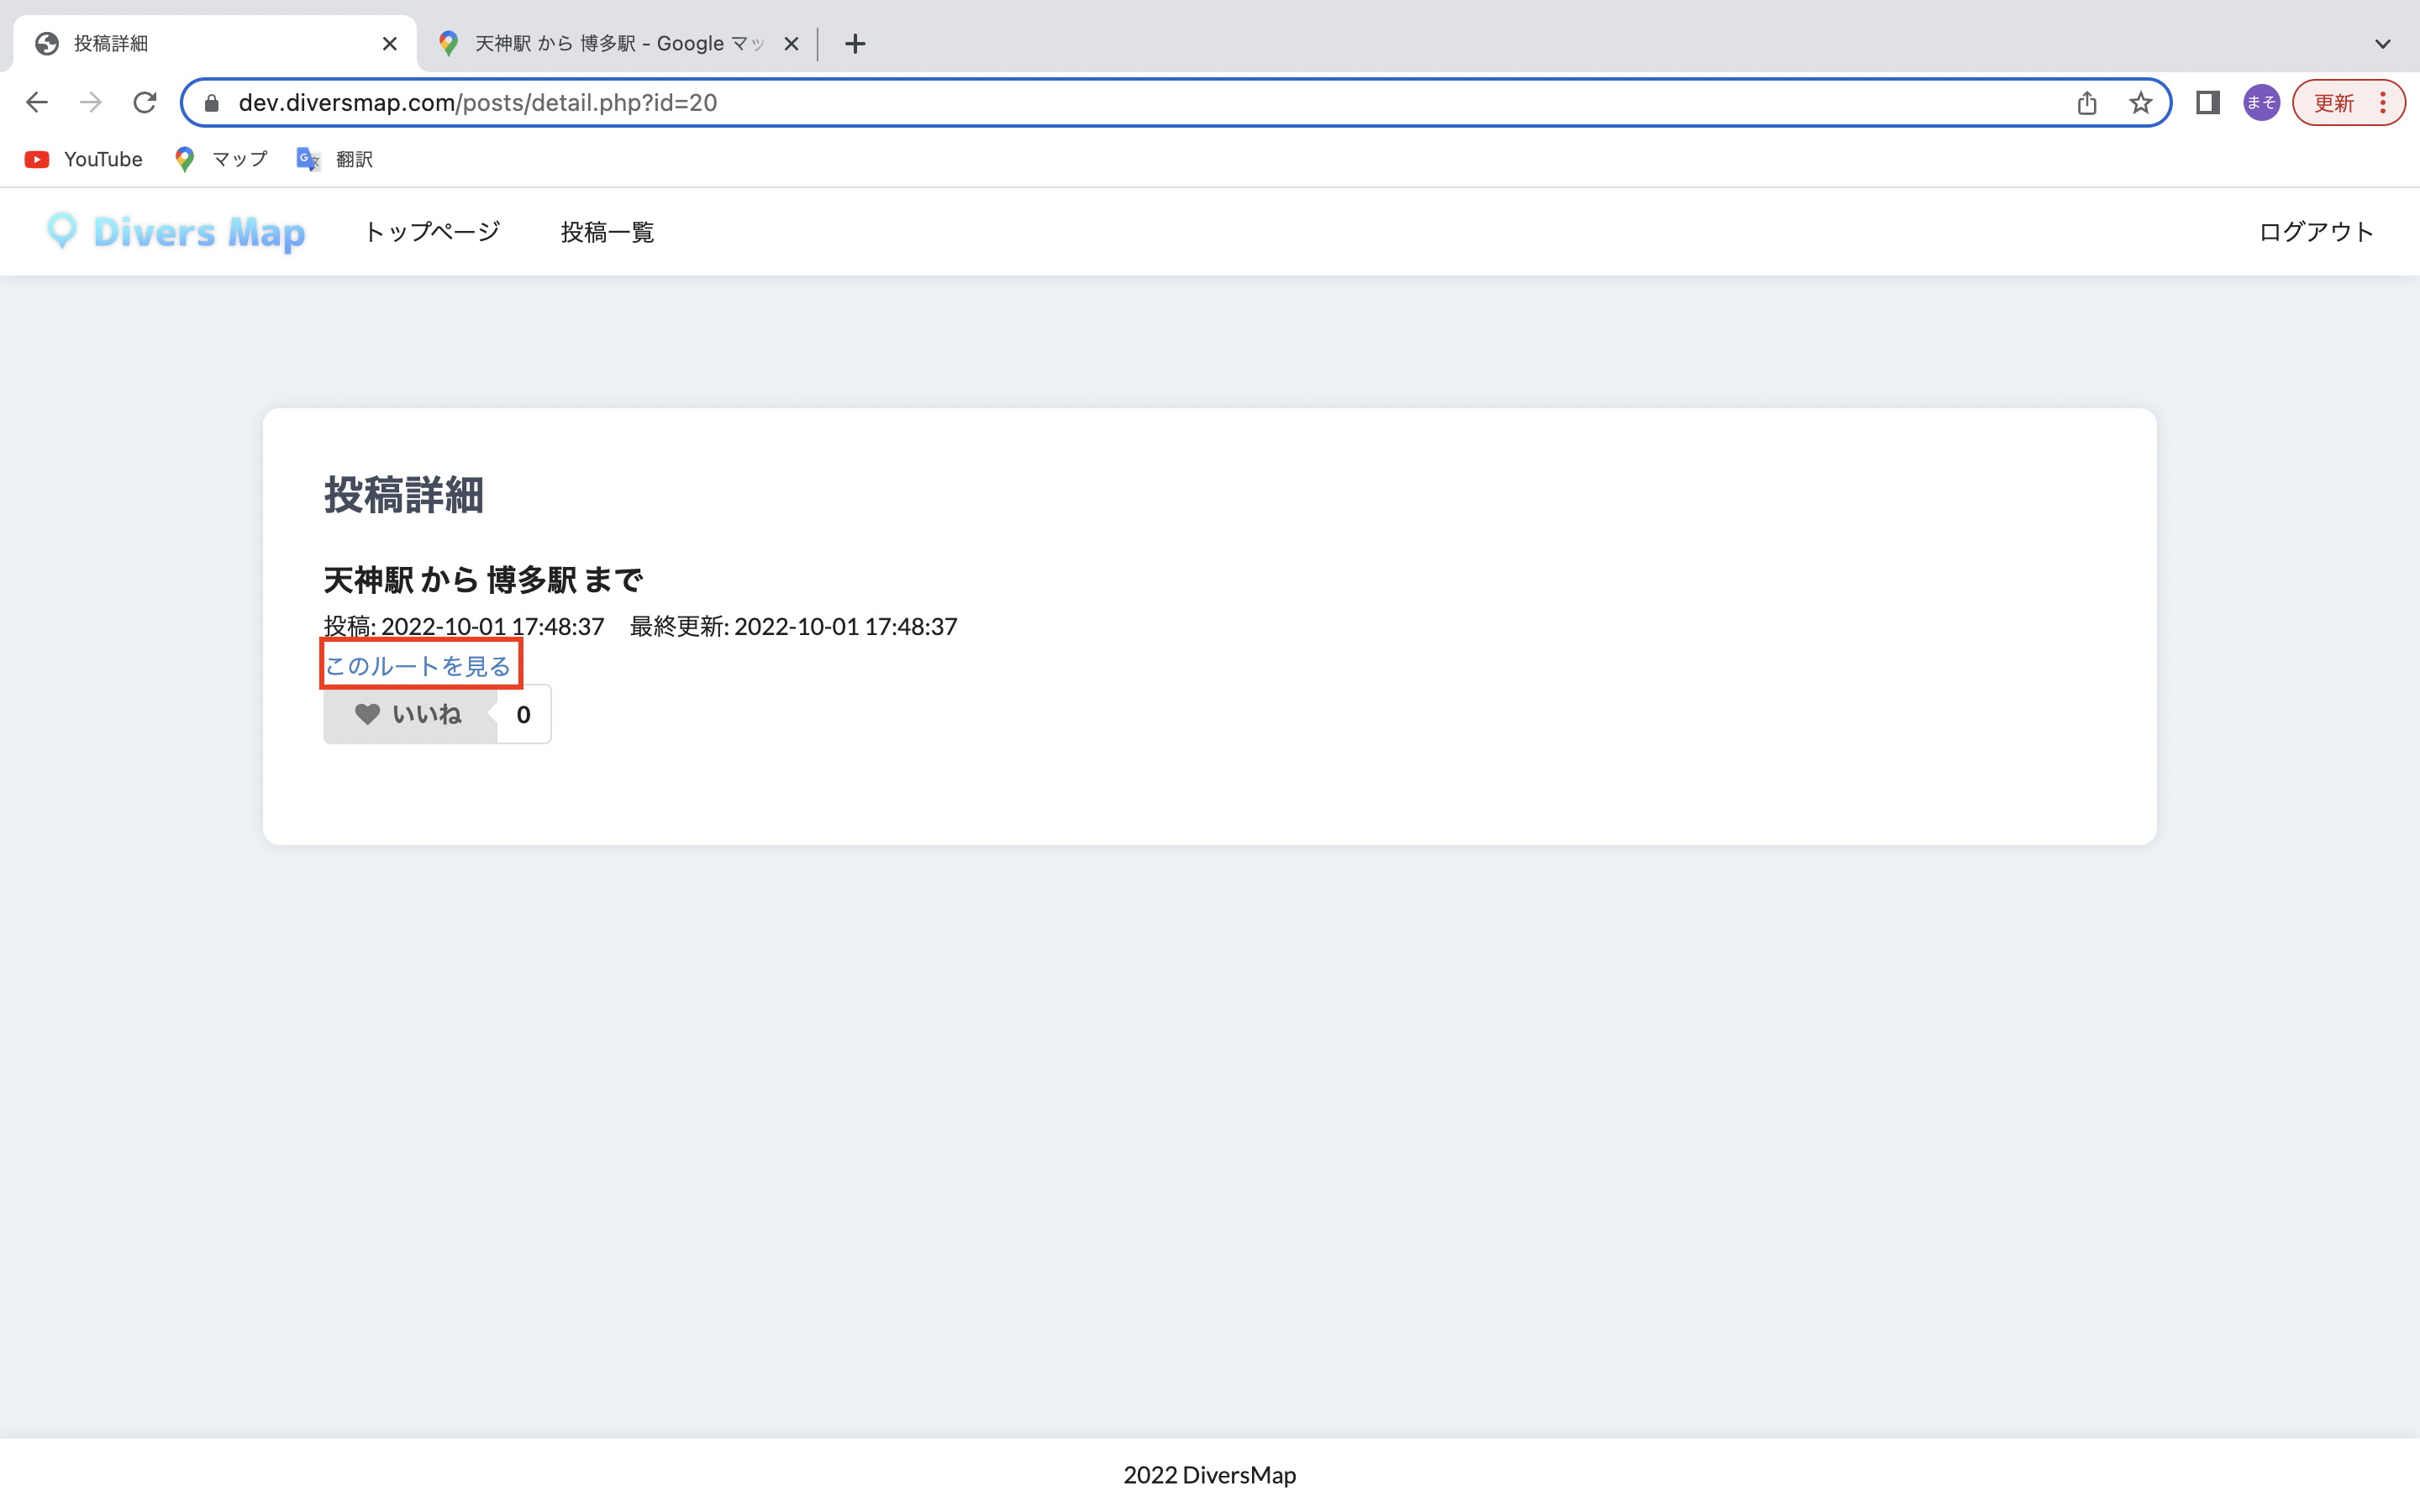 投稿詳細
天神駅 から 博多駅 - Google マッ
dev.diversmap.com/posts/detail.php?id=20
まそ
更新
YouTube マップ 翻訳
Divers Map トップページ 投稿一覧 ログアウト
投稿詳細
天神駅 から 博多駅 まで
投稿: 2022-10-01 17:48:37 最終更新: 2022-10-01 17:48:37
このルートを見る
いいね 0
2022 DiversMap